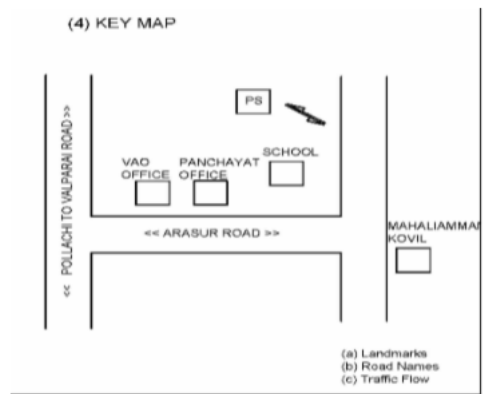 (4) KEY MAP
PS
SCHOOL
VAO
OFFICE
PANCHAYAT
OFFICE
<< POLLACHI TO VALPARAI ROAD >>
<< ARASUR ROAD >>
MAHALIAMMAN
KOVIL
(a) Landmarks
(b) Road Names
(c) Traffic Flow